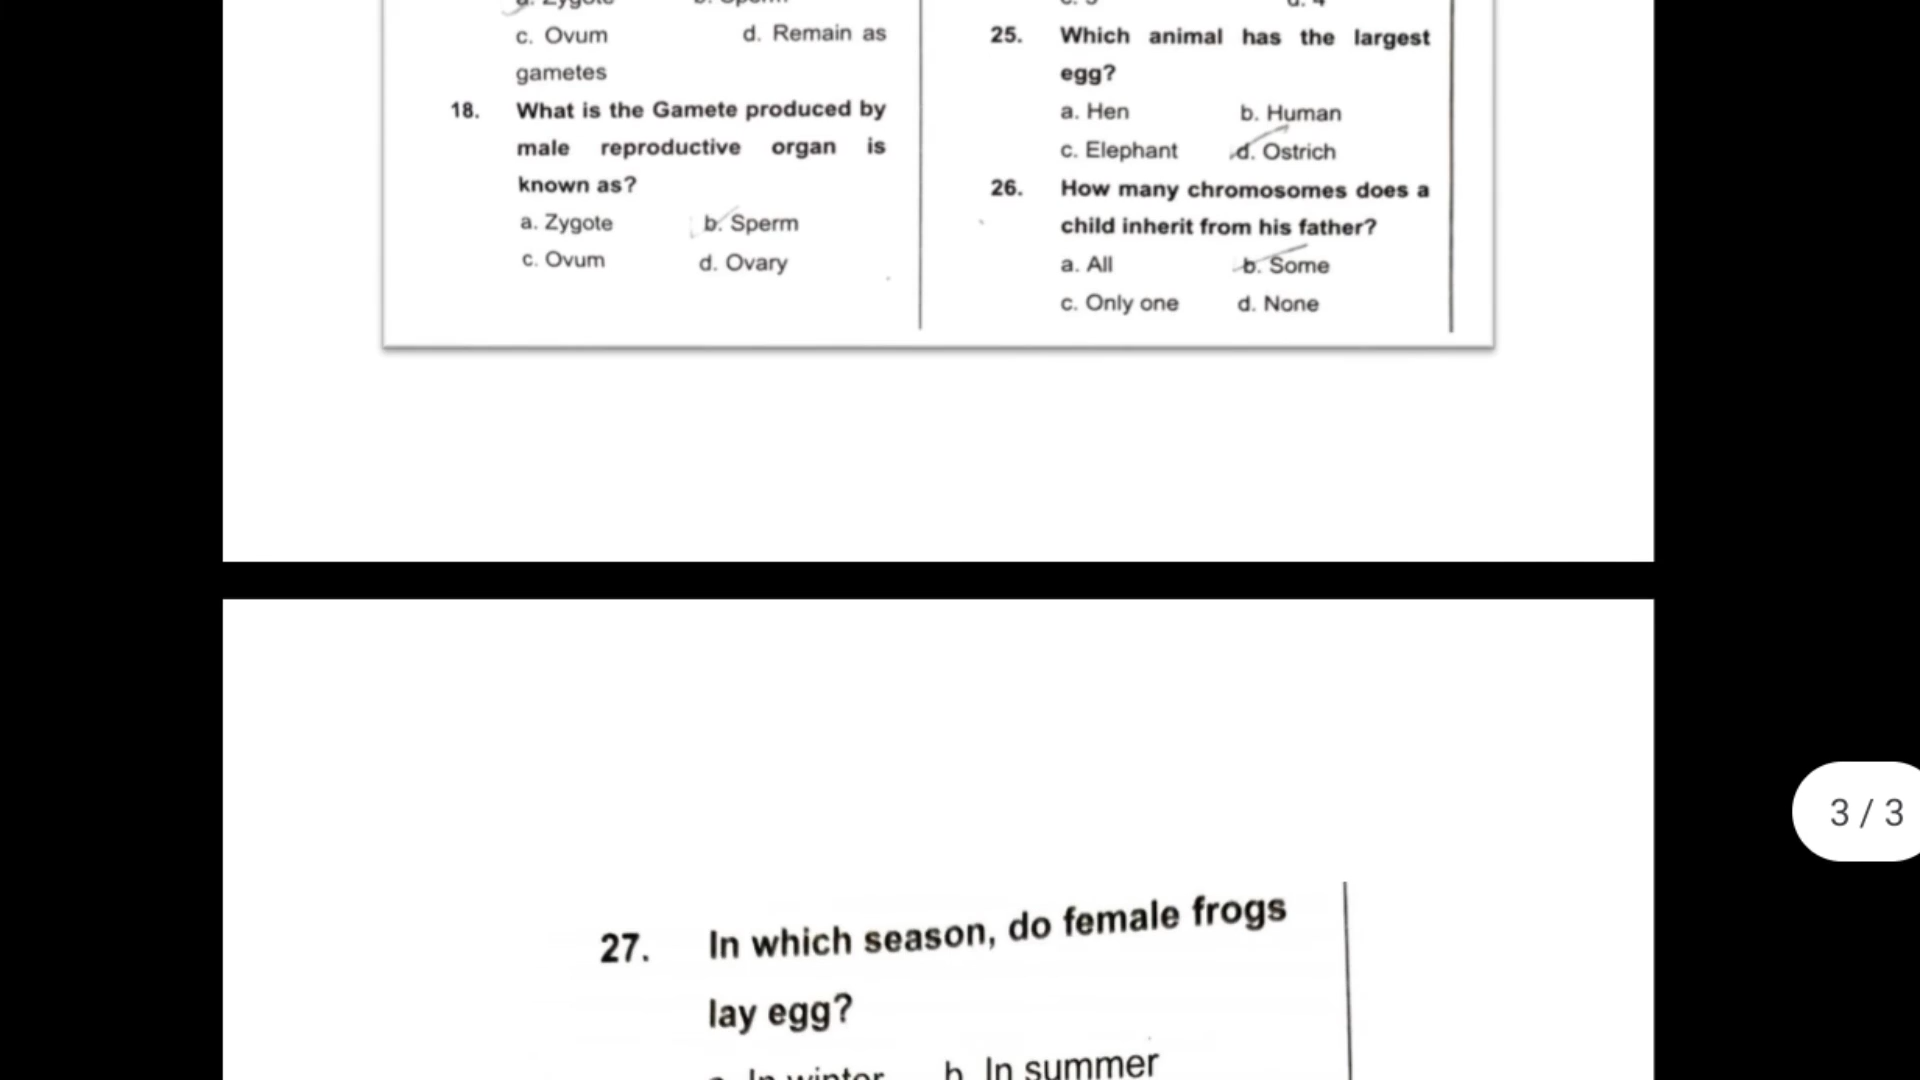 c. Ovum d. Remain as
gametes
18. What is the Gamete produced by
male reproductive organ is
known as?
a. Zygote b. Sperm
c. Ovum d. Ovary
25. Which animal has the largest
egg?
a. Hen b. Human
c. Elephant d. Ostrich
26. How many chromosomes does a
child inherit from his father?
a. All b. Some
c. Only one d. None
3 / 3
27. In which season, do female frogs
lay egg?
In winter b. In summer